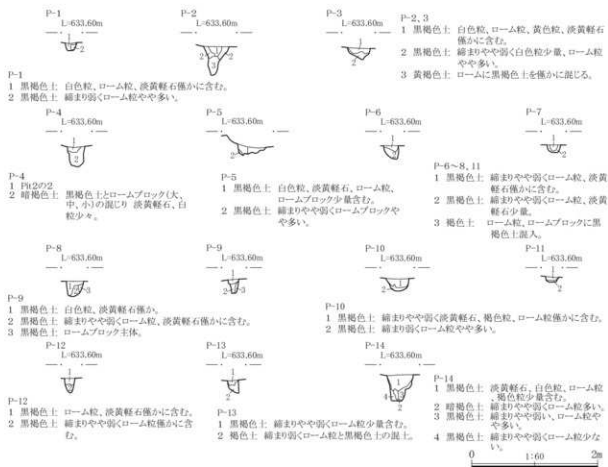 P-1
L=633.60m
P-1
1 黒褐色土 白色粒、ローム粒、淡黄軽石僅かに含む。
2 黒褐色土 締まり弱くローム粒やや多い。
P-2
L=633.60m
P-3
L=633.60m
P-2、3
1 黒褐色土 白色粒、ローム粒、黄色粒、淡黄軽石
僅かに含む。
2 黒褐色土 締まりやや弱く白色粒少量、ローム粒
やや多い。
3 黄褐色土 ロームに黒褐色土を僅かに混じる。
P-4
L=633.60m
P-4
1 Pit2の2
2 暗褐色土 黒褐色土とロームブロック(大、
中、小)の混じり 淡黄軽石、白
粒少々。
P-5
L=633.60m
P-5
1 黒褐色土 白色粒、淡黄軽石、ローム粒、
ロームブロック少量含む。
2 黒褐色土 締まりやや弱くロームブロックや
や多い。
P-6
L=633.60m
P-7
L=633.60m
P-6～8、11
1 黒褐色土 締まりやや弱くローム粒、淡黄
軽石僅かに含む。
2 黒褐色土 締まりやや弱くローム粒、淡黄
軽石少量。
3 褐色土 ローム粒、ロームブロックに黒
褐色土混入。
P-8
L=633.60m
P-9
L=633.60m
P-9
1 黒褐色土 白色粒、淡黄軽石僅か。
2 黒褐色土 締まりやや弱くローム粒、淡黄軽石僅かに含む。
3 黒褐色土 ロームブロック主体。
P-10
L=633.60m
P-11
L=633.60m
P-10
1 黒褐色土 締まりやや弱く淡黄軽石、褐色粒、ローム粒僅かに含む。
2 黒褐色土 締まり弱くローム粒やや多い。
P-12
L=633.60m
P-12
1 黒褐色土 ローム粒、淡黄軽石僅かに含む。
2 黒褐色土 締まりやや弱くローム粒僅かに含
む。
P-13
L=633.60m
P-13
1 黒褐色土 締まりやや弱くローム粒少量含む。
2 褐色土 締まり弱くローム粒と黒褐色土の混土。
P-14
L=633.60m
P-14
1 黒褐色土 淡黄軽石、白色粒、ローム粒
、褐色粒少量含む。
2 暗褐色土 締まりやや弱くローム粒多い。
3 黒褐色土 締まりやや弱い、ローム粒や
や多い。
4 黒褐色土 締まりやや弱くローム粒少な
い。
0 1:60 2m